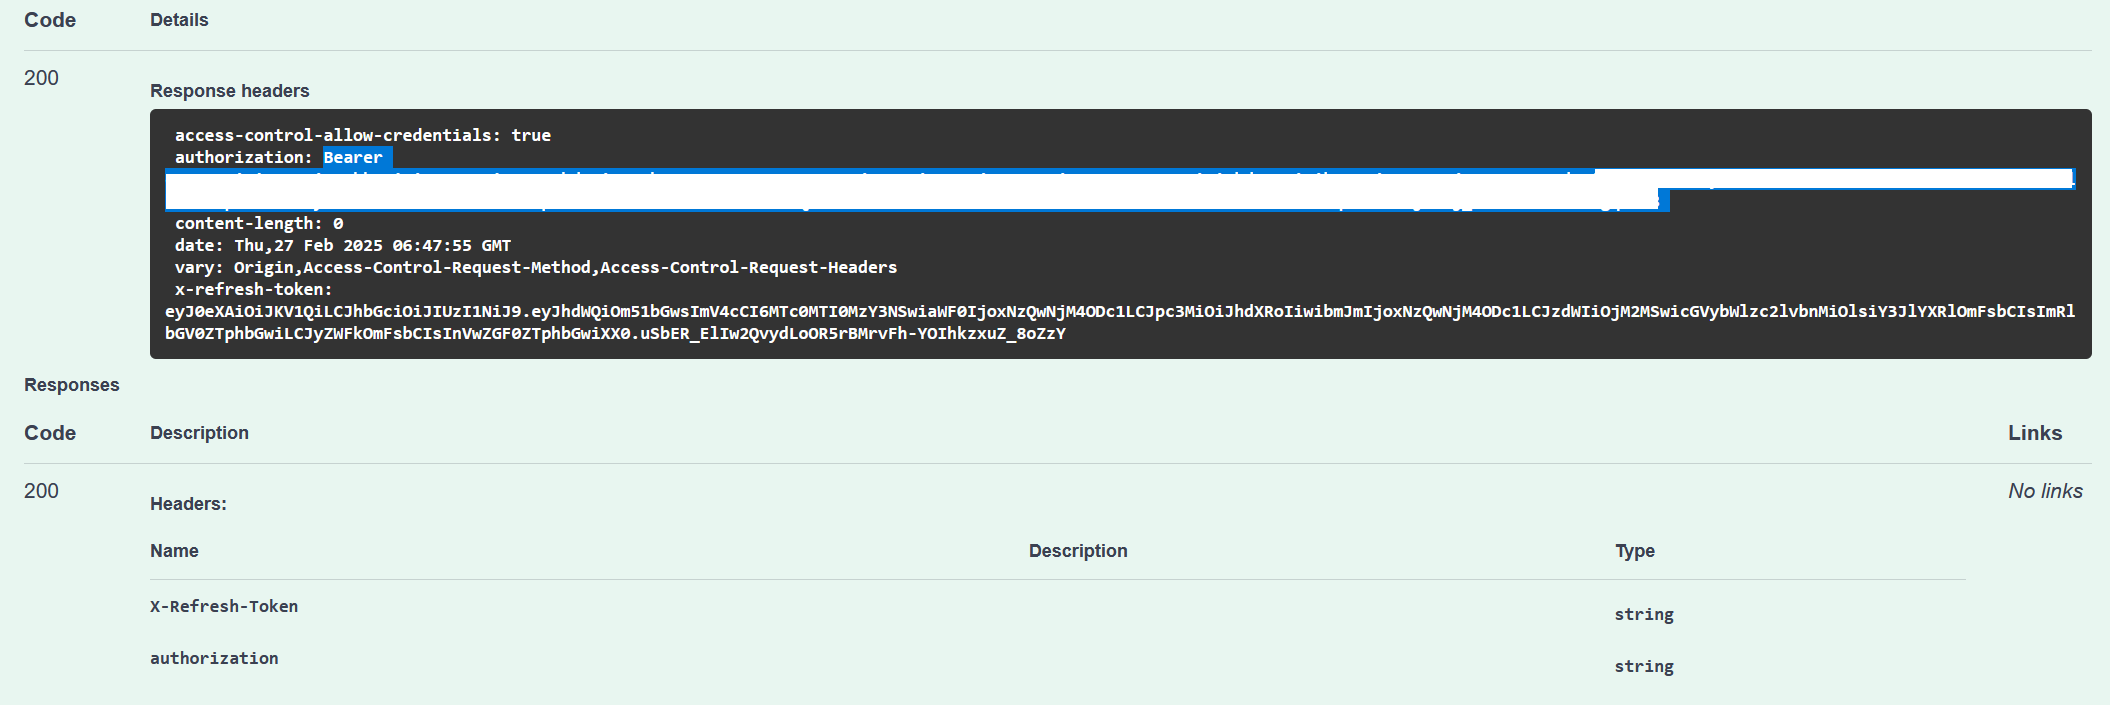 Code Details
200
Response headers
access-control-allow-credentials: true
authorization: Bearer
content-length: 0
date: Thu,27 Feb 2025 06:47:55 GMT
vary: Origin,Access-Control-Request-Method,Access-Control-Request-Headers
x-refresh-token:
eyJ0eXAiOiJKV1QiLCJhbGciOiJIUzI1NiJ9.eyJhdWQiOm51bGwsImV4cCI6MTc0MTI0MzY3NSwiaWF0IjoxNzQwNjM4ODc1LCJpc3MiOiJhdXRoIiwibmJmIjoxNzQwNjM4ODc1LCJzdWIiOjM2MSwicGVybWlzc2lvbnMiOlsiY3JlYXRlOmFsbCIsImRl
bGV0ZTphbGwiLCJyZWFkOmFsbCIsInVwZGF0ZTphbGwiXX0.uSbER_ElIw2QvydLoOR5rBMrvFh-YOIhkzxuZ_8oZzY
Responses
Code Description Links
200 No links
Headers:
Name Description Type
X-Refresh-Token string
authorization string